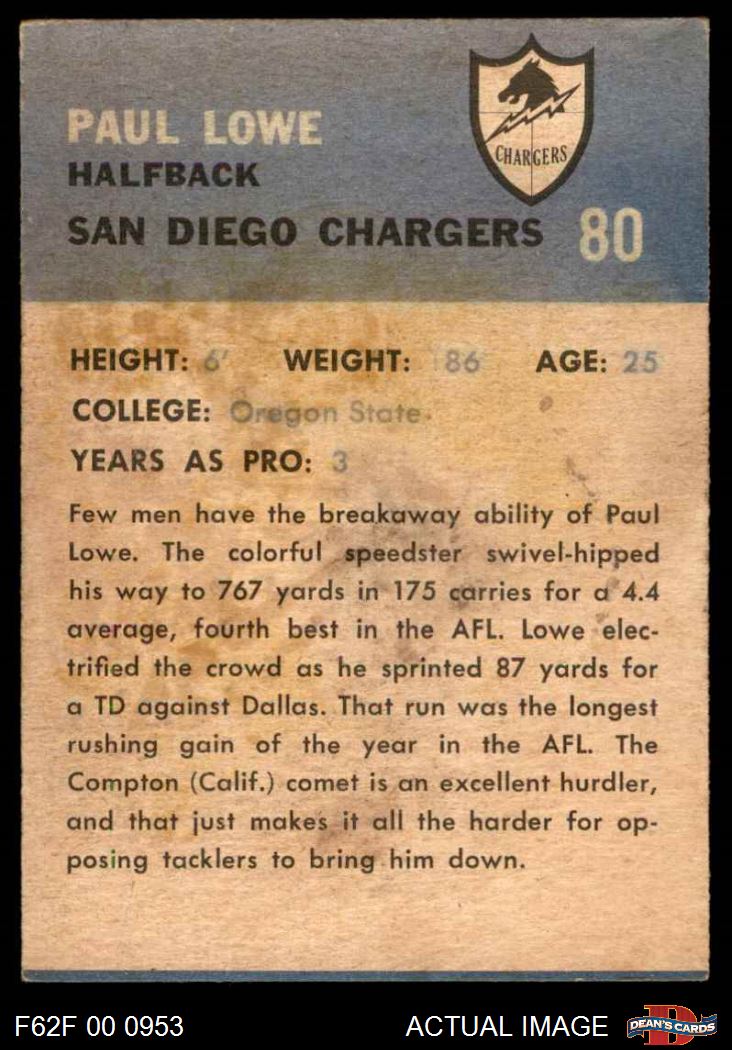 PAUL LOWE
HALFBACK
SAN DIEGO CHARGERS 80
CHARGERS
HEIGHT: 6' WEIGHT: 186 AGE: 25
COLLEGE: Oregon State
YEARS AS PRO: 3
Few men have the breakaway ability of Paul
Lowe. The colorful speedster swivel-hipped
his way to 767 yards in 175 carries for a 4.4
average, fourth best in the AFL. Lowe elec-
trified the crowd as he sprinted 87 yards for
a TD against Dallas. That run was the longest
rushing gain of the year in the AFL. The
Compton (Calif.) comet is an excellent hurdler,
and that just makes it all the harder for op-
posing tacklers to bring him down.
F62F 00 0953 ACTUAL IMAGE D DEAN'S CARDS